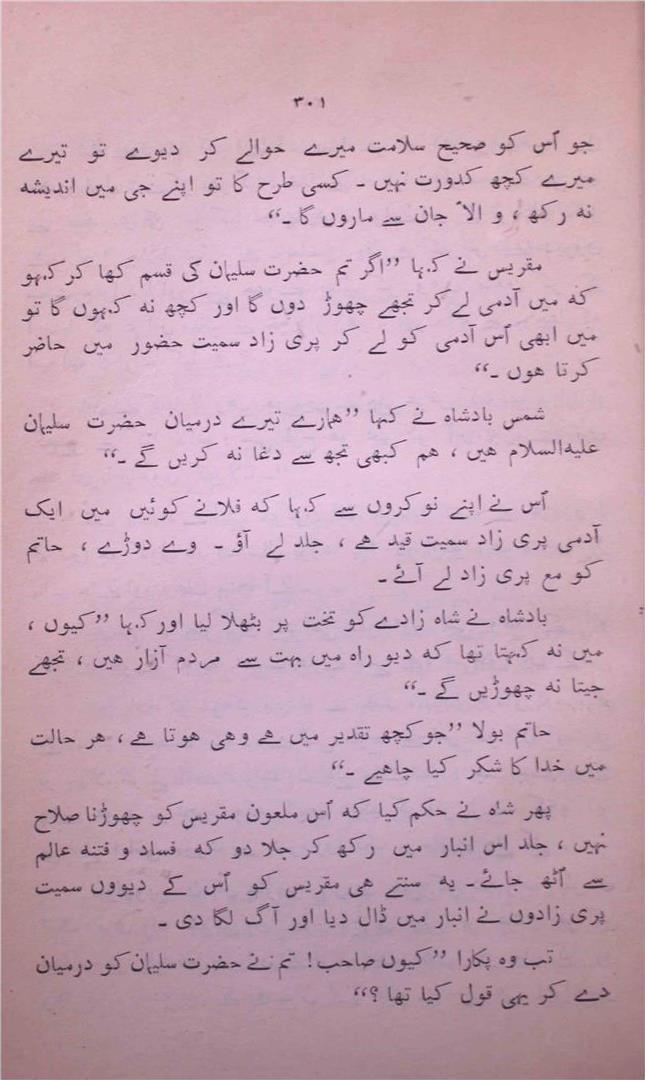 ۳۰۱
جو اُس کو صحیح سلامت میرے حوالے کر دیوے تو تیرے
میرے کچھ کدورت نہیں ۔ کسی طرح کا تو اپنے جی میں اندیشہ
نہ رکھ ، و الّا جان سے ماروں گا ۔“
مقریس نے کہا ”اگر تم حضرت سلیمان کی قسم کھا کر کہو
کہ میں آدمی لے کر تجھے چھوڑ دوں گا اور کچھ نہ کہوں گا تو
میں ابھی اُس آدمی کو لے کر پری زاد سمیت حضور میں حاضر
کرتا ہوں ۔“
شمس بادشاہ نے کہا ”ہمارے تیرے درمیان حضرت سلیمان
علیہ‌السلام ہیں ، ہم کبھی تجھ سے دغا نہ کریں گے ۔“
اُس نے اپنے نوکروں سے کہا کہ فلانے کوئیں میں ایک
آدمی پری زاد سمیت قید ہے ، جلد لے آؤ ۔ وے دوڑے ، حاتم
کو مع پری زاد لے آئے ۔
بادشاہ نے شاہ زادے کو تخت پر بٹھلا لیا اور کہا ”کیوں ،
میں نہ کہتا تھا کہ دیو راہ میں بہت سے مردم آزار ہیں ، تجھے
جیتا نہ چھوڑیں گے ۔“
حاتم بولا ”جو کچھ تقدیر میں ہے وہی ہوتا ہے ، ہر حالت
میں خدا کا شکر کیا چاہیے ۔“
پھر شاہ نے حکم کیا کہ اُس ملعون مقریس کو چھوڑنا صلاح
نہیں ، جلد اس انبار میں رکھ کر جلا دو کہ فساد و فتنہ عالم
سے اُٹھ جائے ۔ یہ سنتے ہی مقریس کو اُس کے دیووں سمیت
پری زادوں نے انبار میں ڈال دیا اور آگ لگا دی ۔
تب وہ پکارا ”کیوں صاحب ! تم نے حضرت سلیمان کو درمیان
دے کر یہی قول کیا تھا ؟“